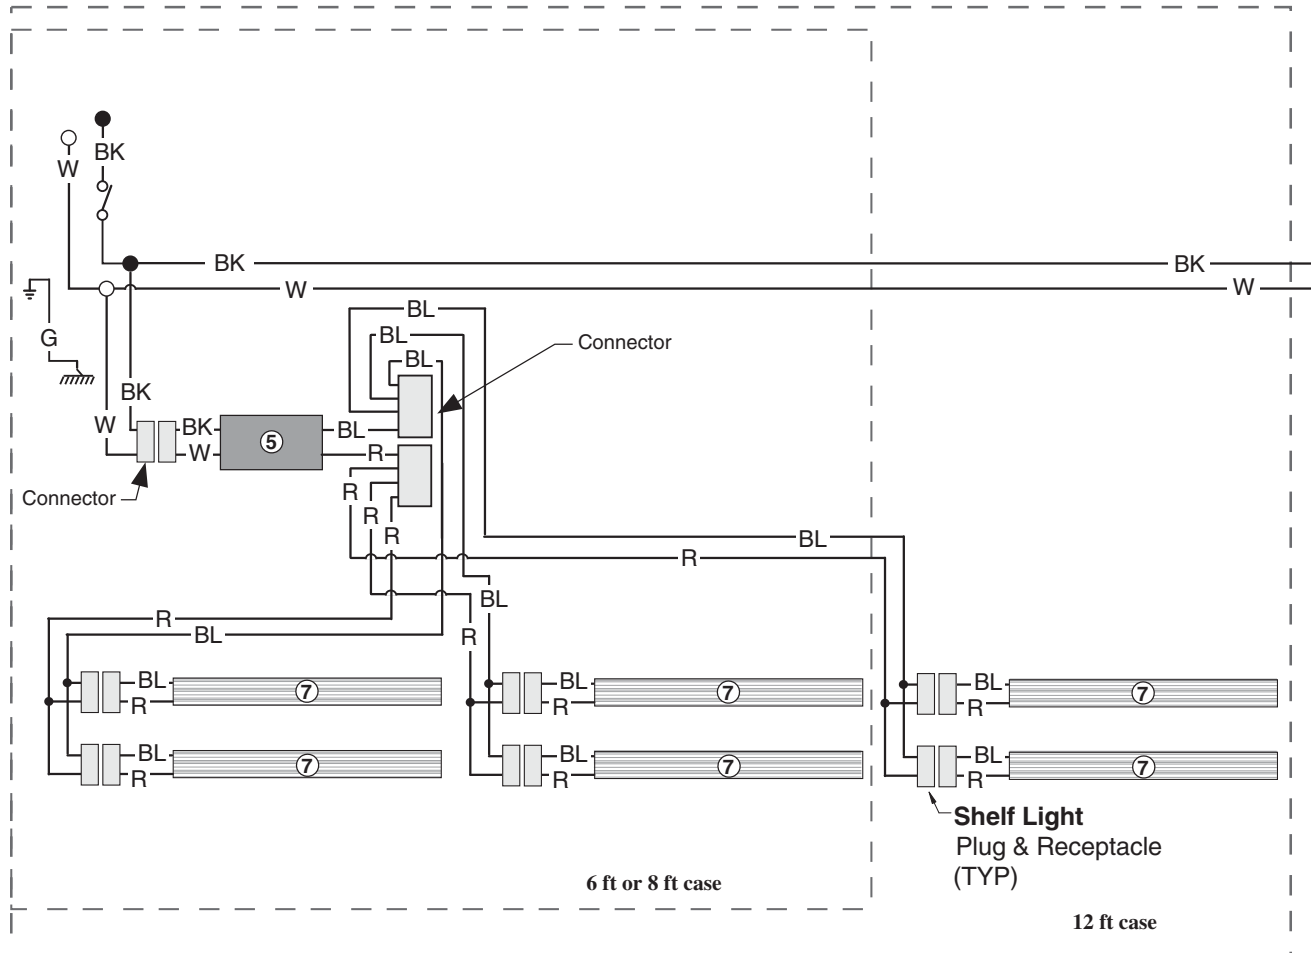 BK
W
BK
BK
W
W
G
BL
BL
Connector
BL
BK
W
BK
BL
5
W
R
Connector
R
R
R
BL
R
BL
R
BL
R
BL
7
R
BL
7
R
BL
7
R
BL
7
R
BL
7
R
BL
7
R
Shelf Light
Plug & Receptacle
(TYP)
6 ft or 8 ft case
12 ft case